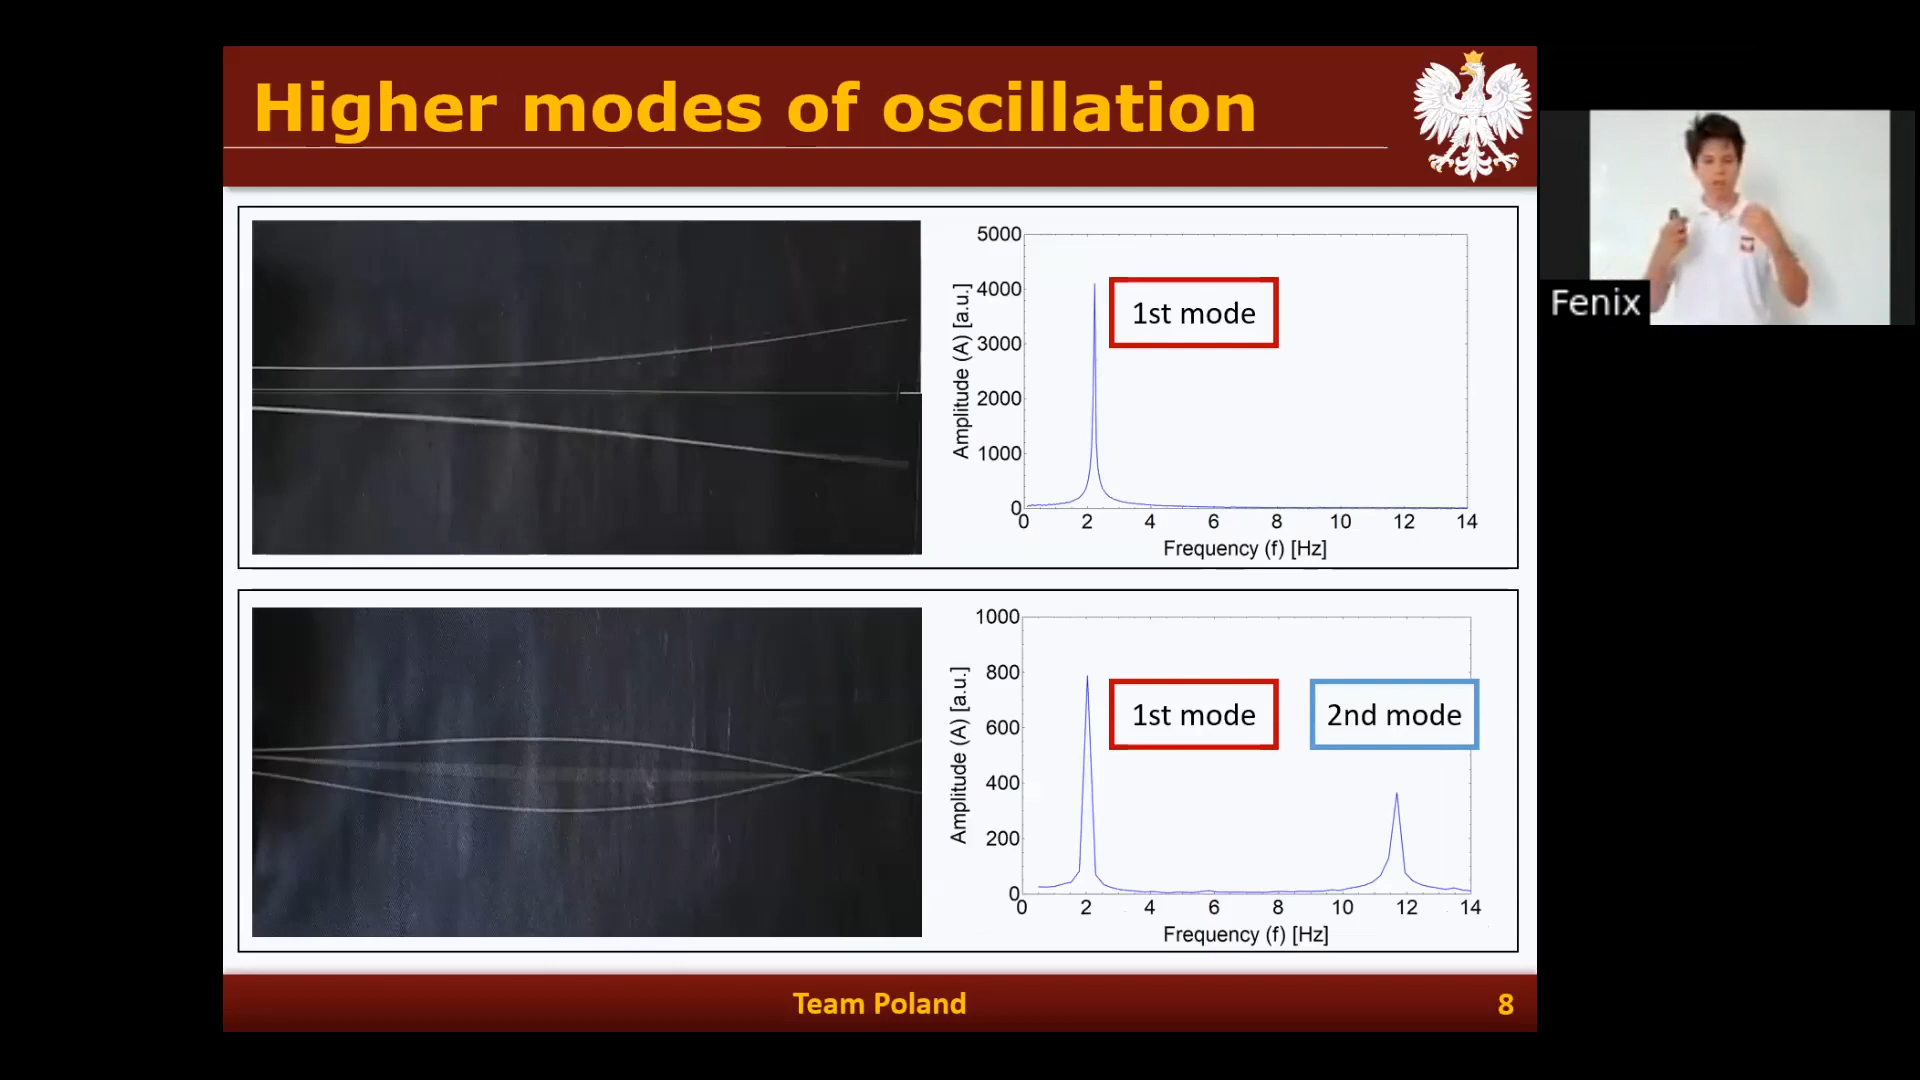 Higher modes of oscillation
5000
4000
3000
2000
1000
0
Amplitude (A) [a.u.]
1st mode
0 2 4 6 8 10 12 14
Frequency (f) [Hz]
Fenix
1000
800
600
400
200
0
Amplitude (A) [a.u.]
1st mode
2nd mode
0 2 4 6 8 10 12 14
Frequency (f) [Hz]
Team Poland
8